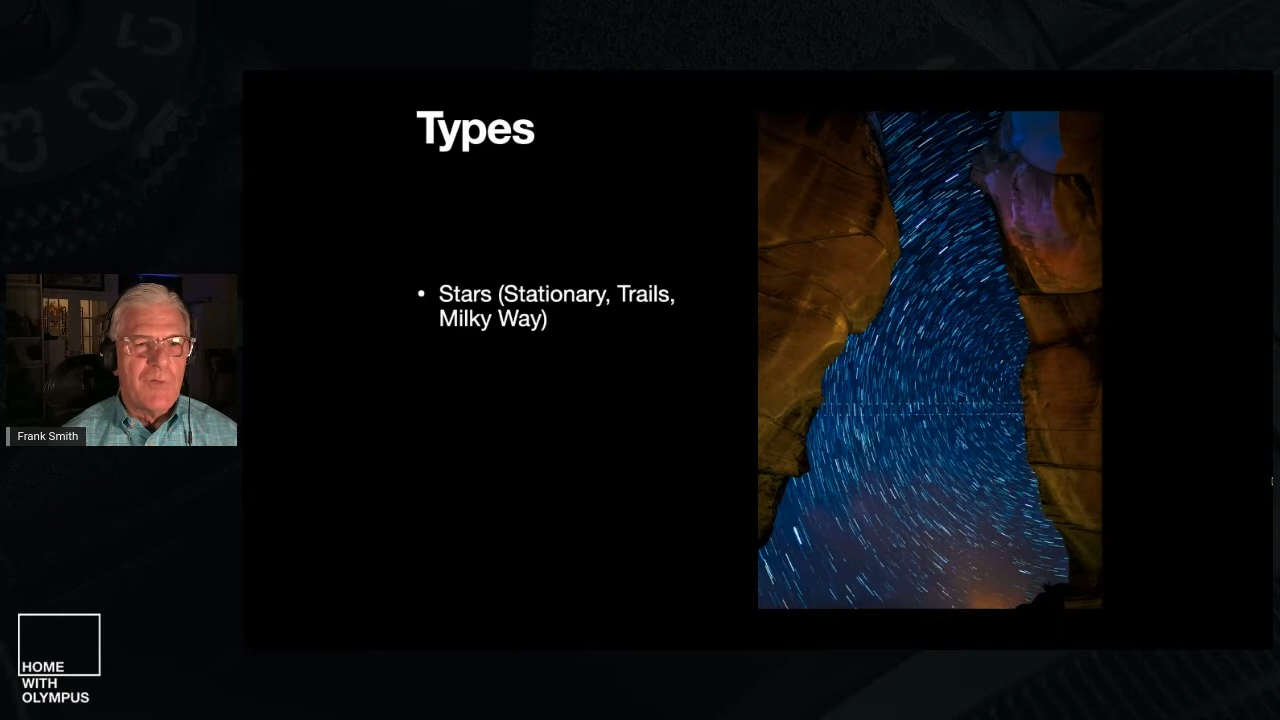 Types
• Stars (Stationary, Trails,
Milky Way)
Frank Smith
HOME
WITH
OLYMPUS